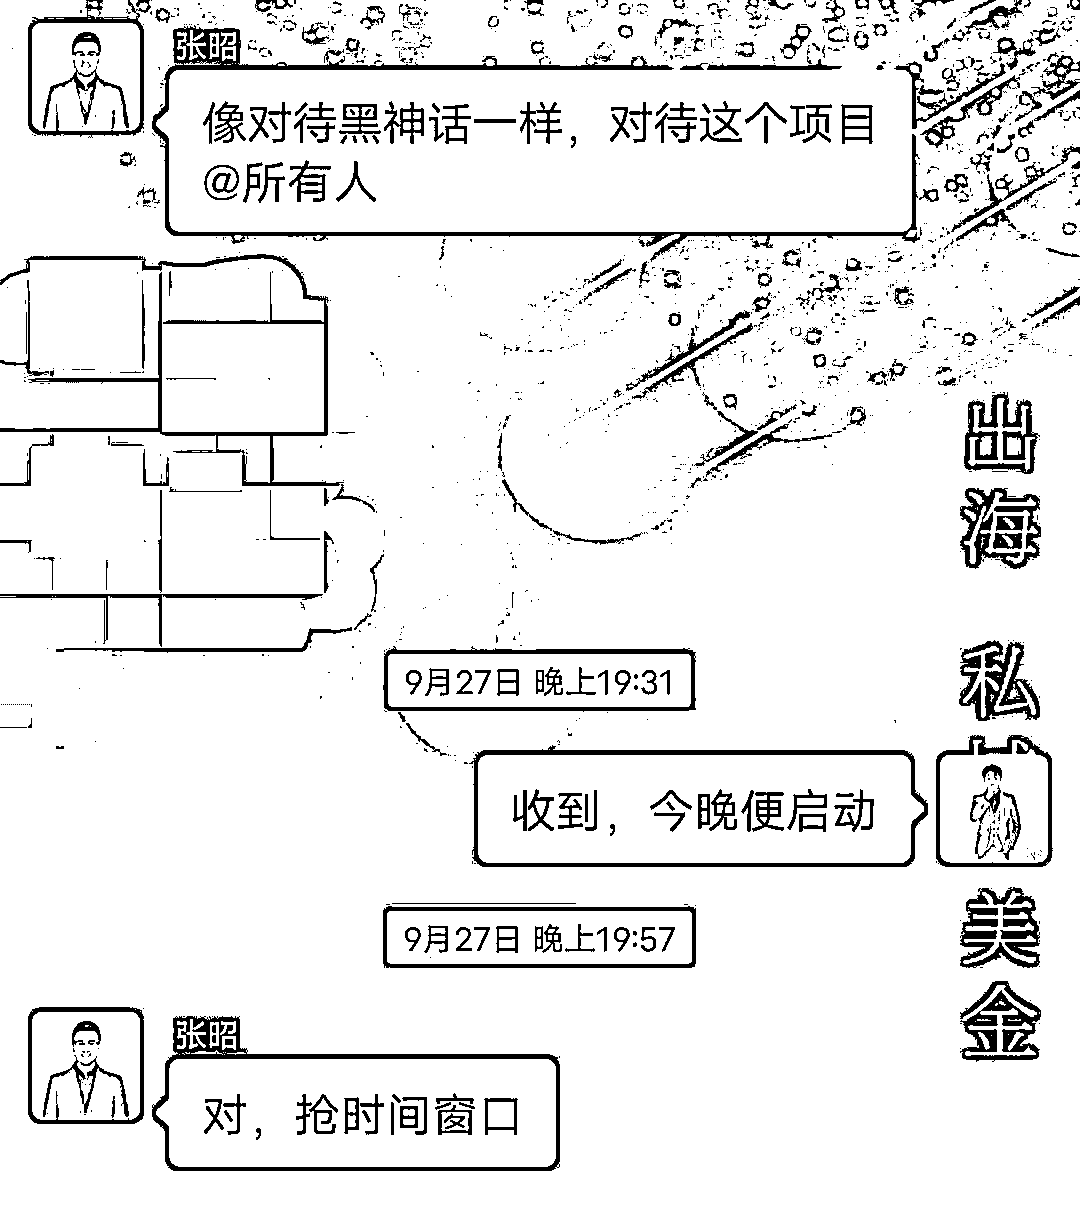 张昭
像对待黑神话一样，对待这个项目
@所有人
9月27日 晚上19:31
收到，今晚便启动
9月27日 晚上19:57
张昭
对，抢时间窗口
出海
私
美金